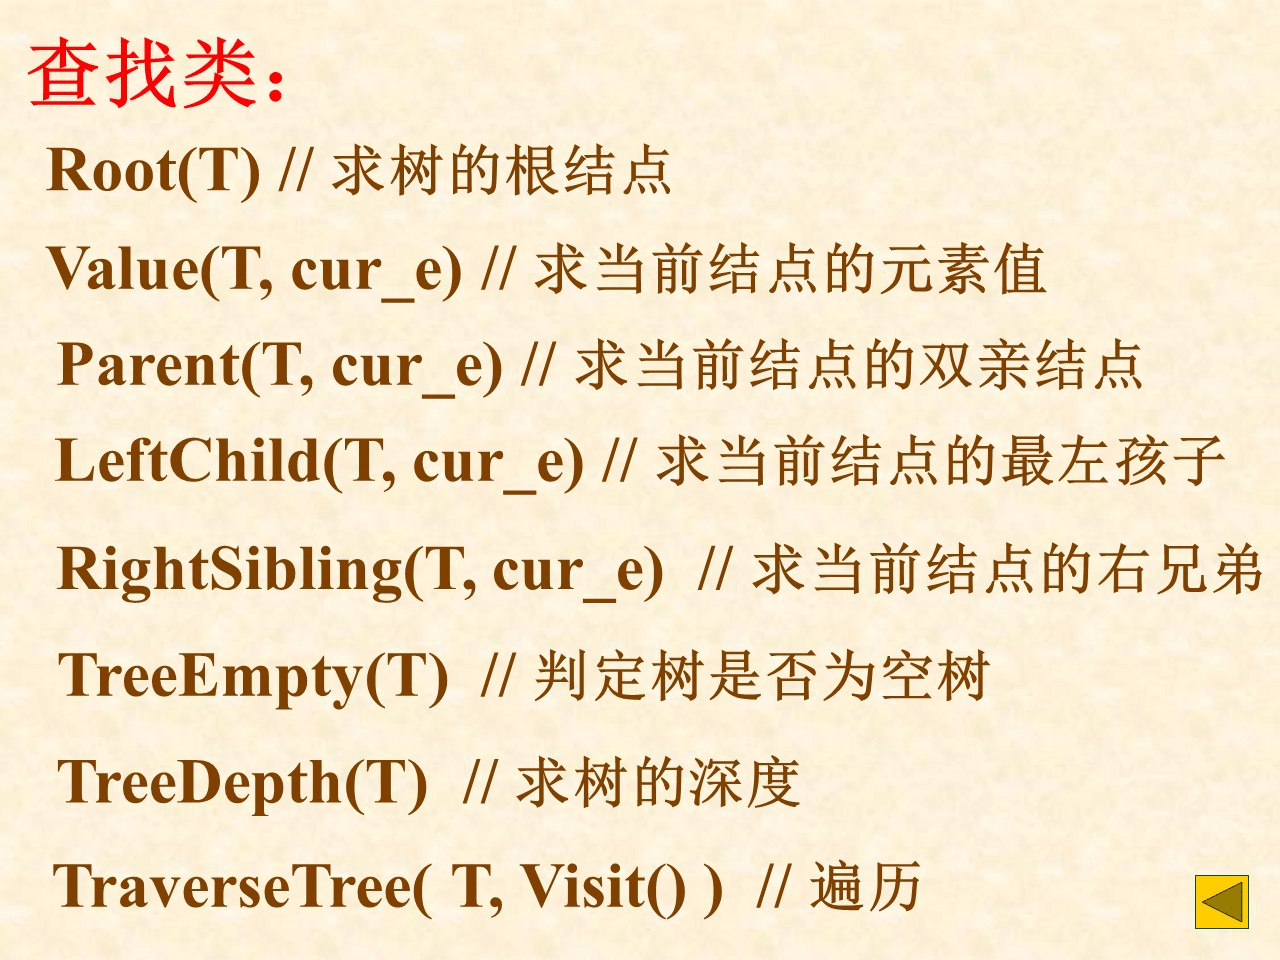 查找类：
Root(T) // 求树的根结点
Value(T, cur_e) // 求当前结点的元素值
Parent(T, cur_e) // 求当前结点的双亲结点
LeftChild(T, cur_e) // 求当前结点的最左孩子
RightSibling(T, cur_e) // 求当前结点的右兄弟
TreeEmpty(T) // 判定树是否为空树
TreeDepth(T) // 求树的深度
TraverseTree( T, Visit() ) // 遍历